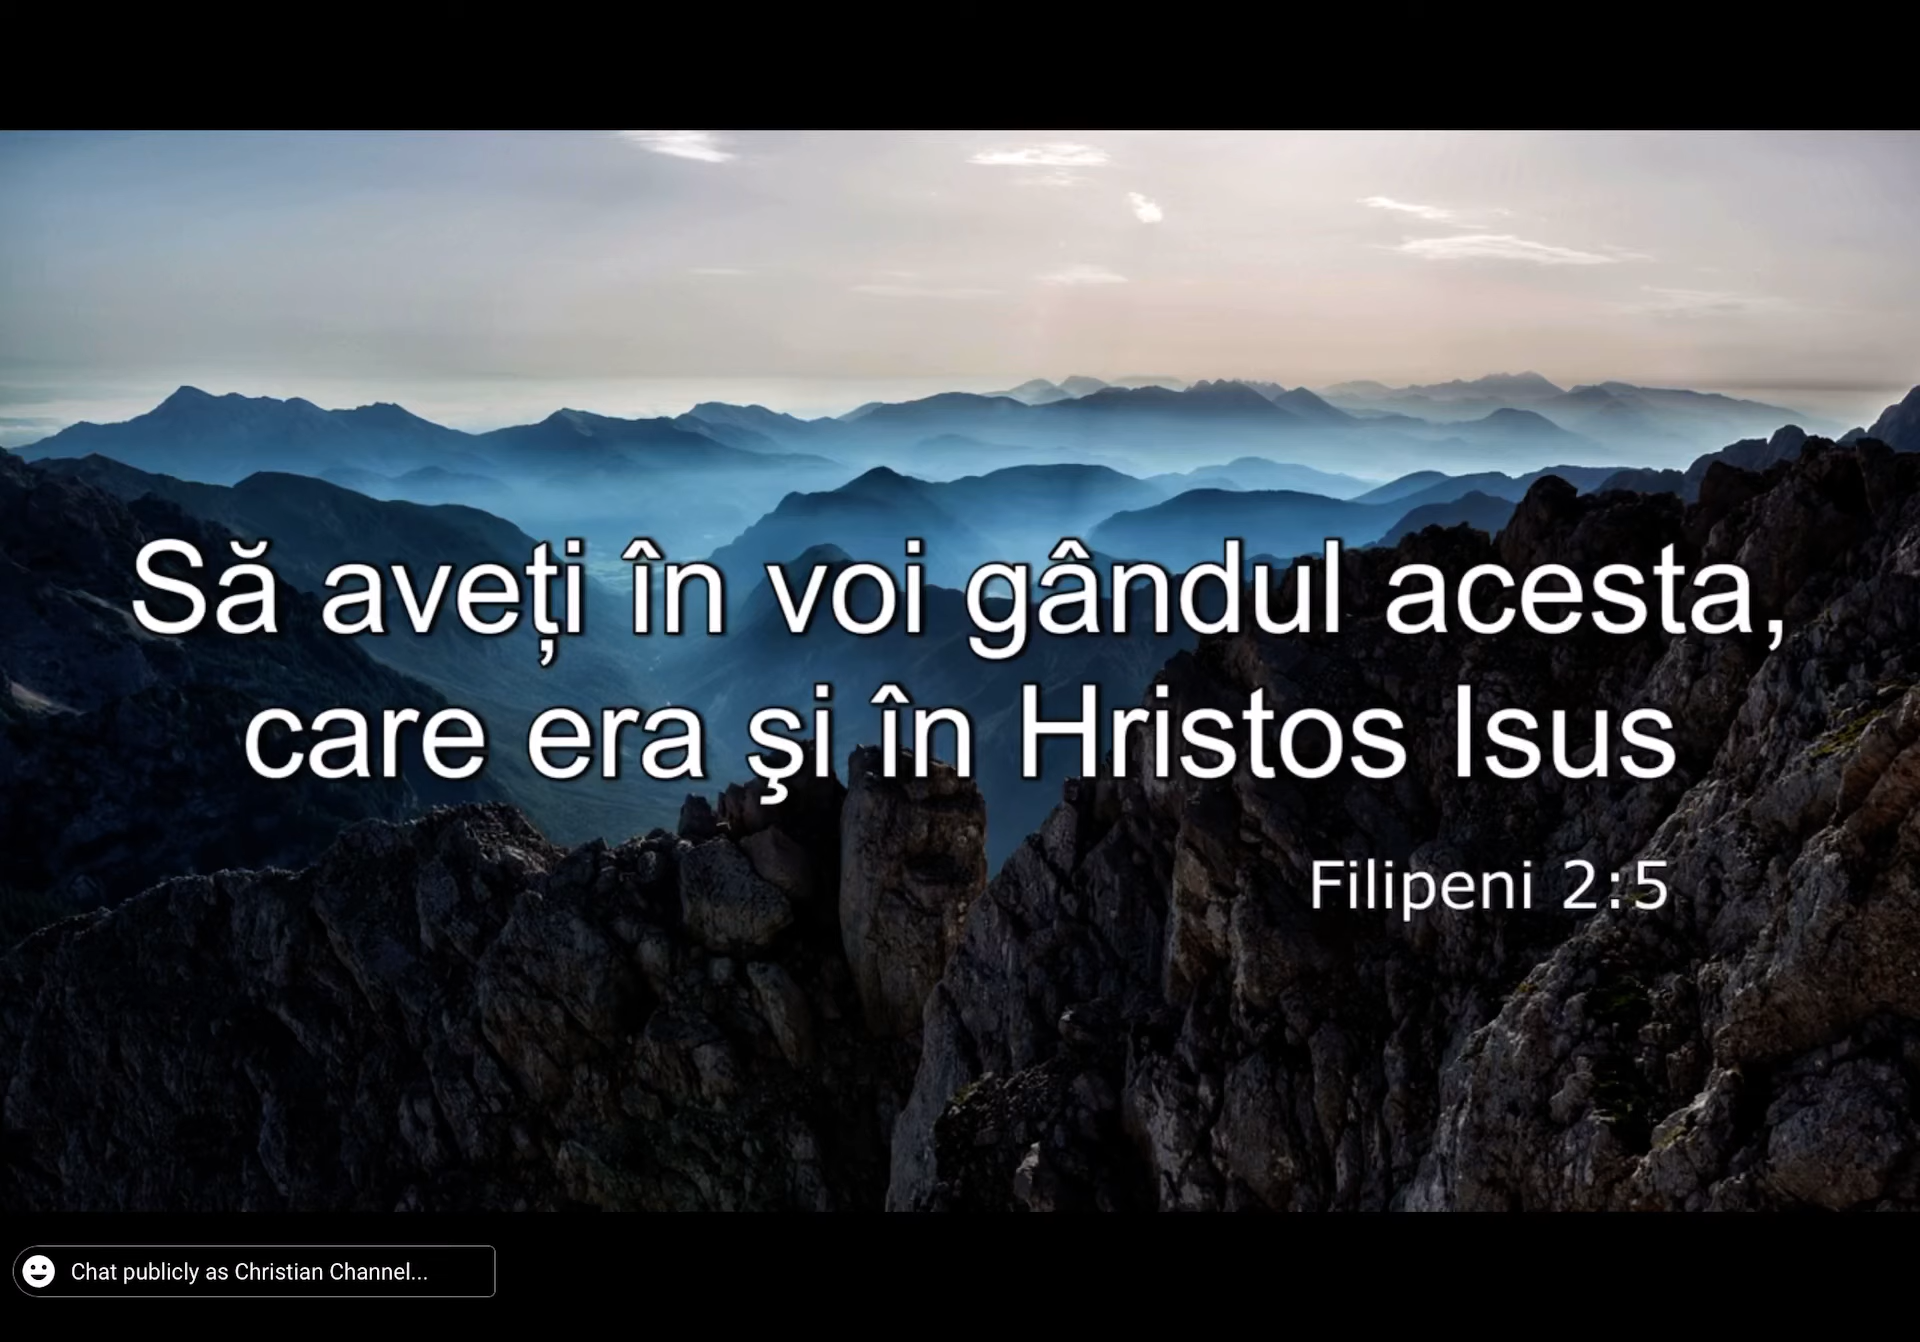 Să aveți în voi gândul acesta,
care era şi în Hristos Isus
Filipeni 2:5
Chat publicly as Christian Channel...